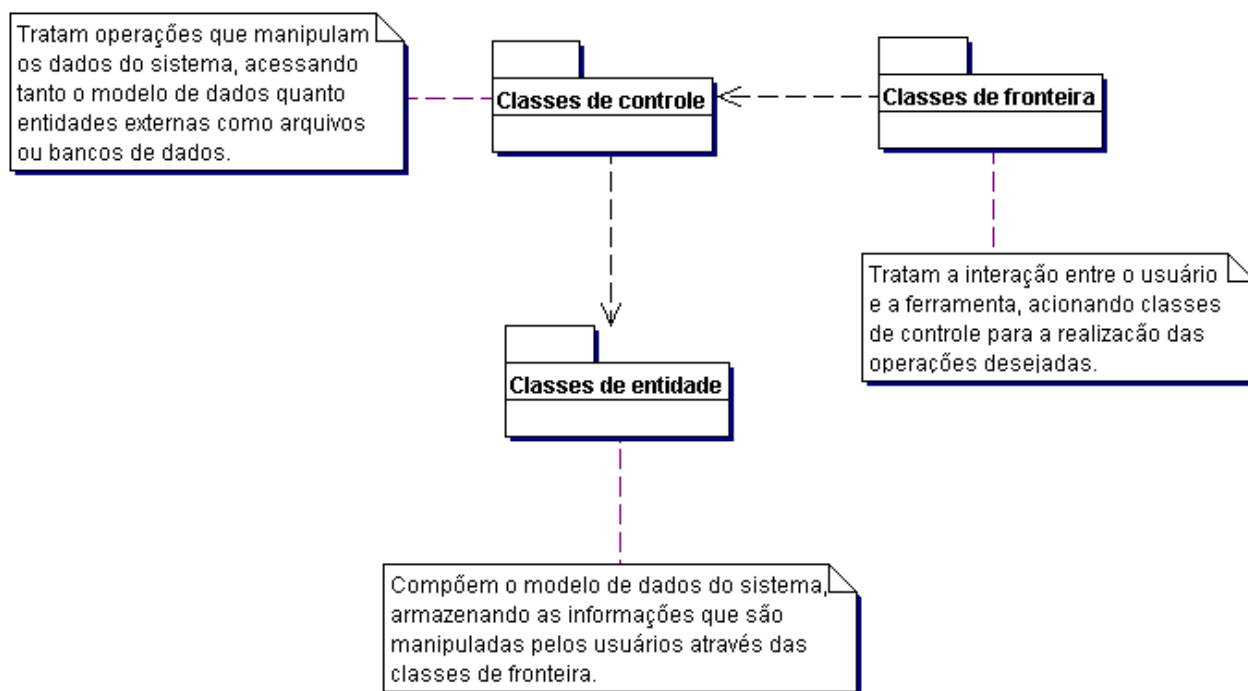 Tratam operações que manipulam
os dados do sistema, acessando
tanto o modelo de dados quanto
entidades externas como arquivos
ou bancos de dados.
Classes de controle
Classes de fronteira
Tratam a interação entre o usuário
e a ferramenta, acionando classes
de controle para a realizacão das
operações desejadas.
Classes de entidade
Compõem o modelo de dados do sistema,
armazenando as informações que são
manipuladas pelos usuários através das
classes de fronteira.